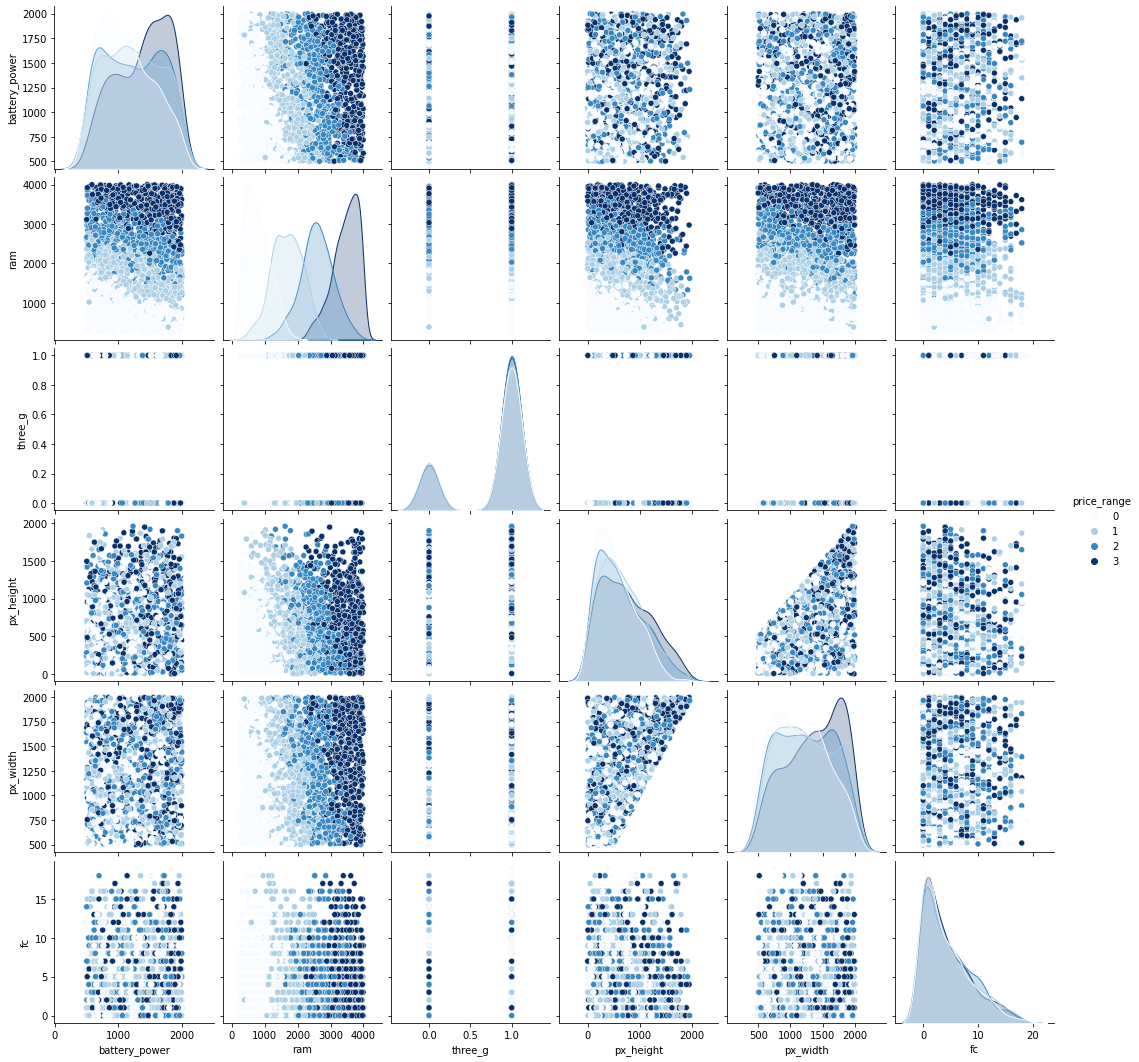 2000
1750
1500
1250
1000
750
500
battery_power
4000
3000
2000
1000
ram
1.0
0.8
0.6
0.4
0.2
0.0
three_g
price_range
0
1
2
3
2000
1500
1000
500
0
px_height
2000
1750
1500
1250
1000
750
500
px_width
15
10
5
0
fc
0 1000 2000
0 1000 2000 3000 4000
0.0 0.5 1.0
0 1000 2000
500 1000 1500 2000
0 10 20
battery_power ram three_g px_height px_width fc